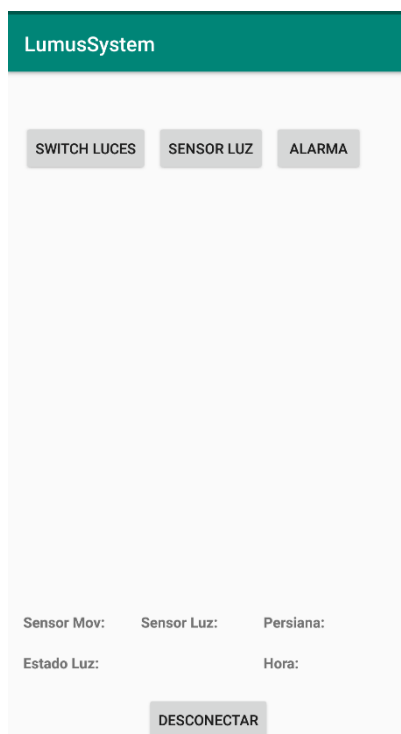 LumusSystem
SWITCH LUCES SENSOR LUZ ALARMA
Sensor Mov: Sensor Luz: Persiana:
Estado Luz: Hora:
DESCONECTAR